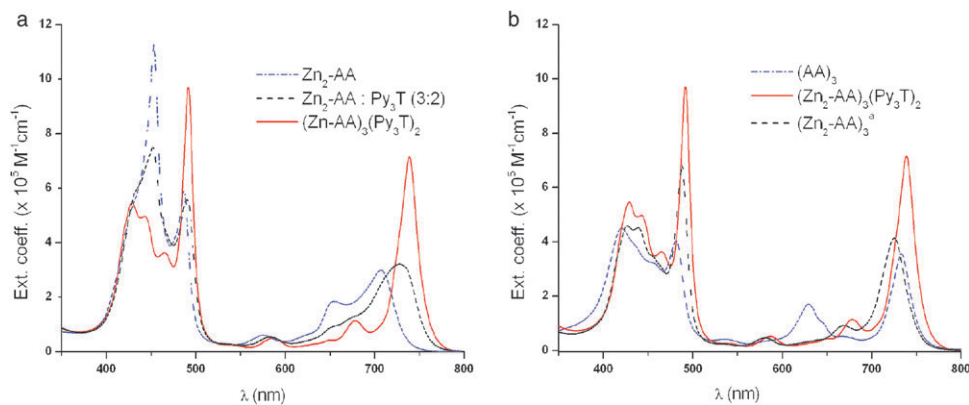 a
Ext. coeff. (x 10⁵ M⁻¹cm⁻¹)
12
10
8
6
4
2
0
400 500 600 700 800
λ (nm)
Zn₂-AA
Zn₂-AA : Py₃T (3:2)
(Zn-AA)₃(Py₃T)₂
b
Ext. coeff. (x 10⁵ M⁻¹cm⁻¹)
12
10
8
6
4
2
0
400 500 600 700 800
λ (nm)
(AA)₃
(Zn₂-AA)₃(Py₃T)₂
(Zn₂-AA)₃ᵃ